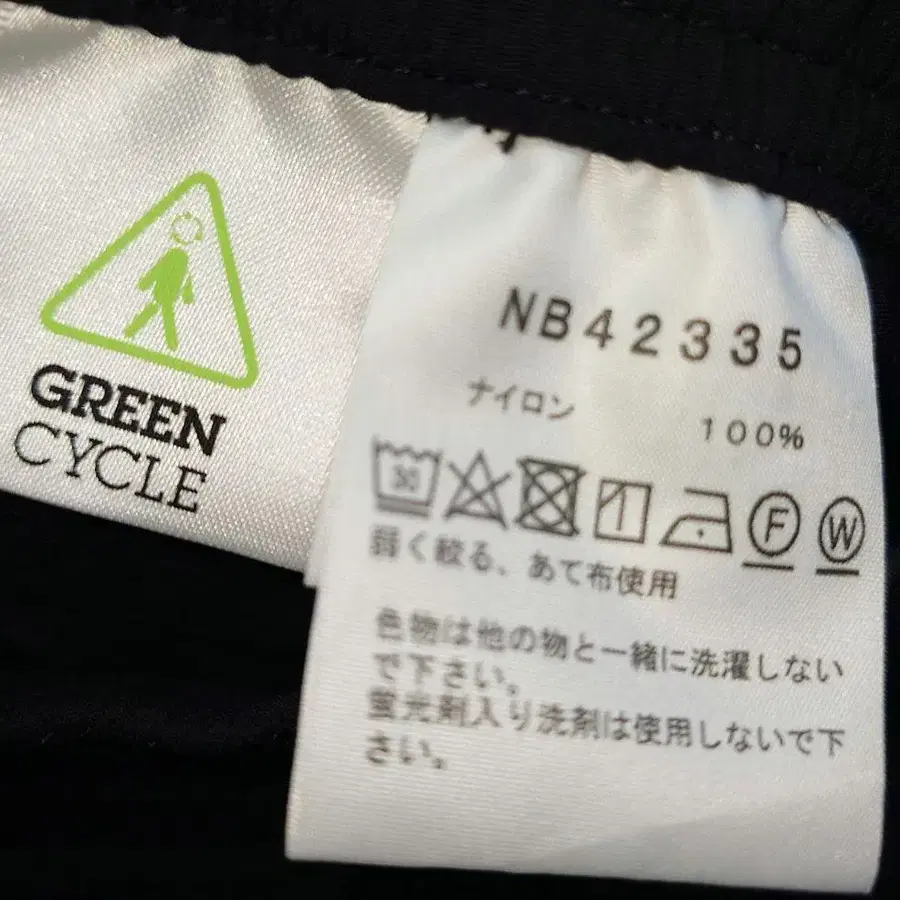 GREEN
CYCLE
NB42335
ナイロン 100%
30 F W
弱く絞る、あて布使用
色物は他の物と一緒に洗濯しない
で下さい。
蛍光剤入り洗剤は使用しないで下
さい。